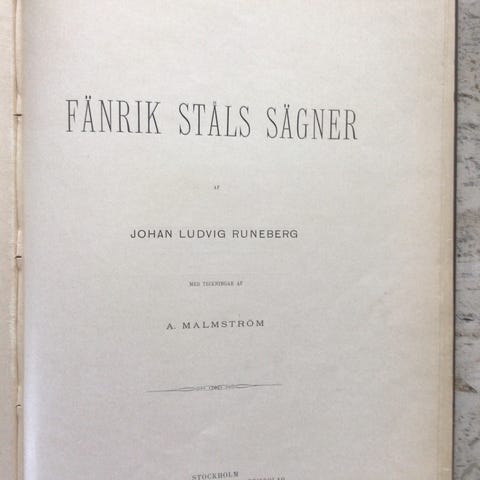 FÄNRIK STÅLS SÄGNER
AF
JOHAN LUDVIG RUNEBERG
MED TECKNINGAR AF
A. MALMSTRÖM
STOCKHOLM